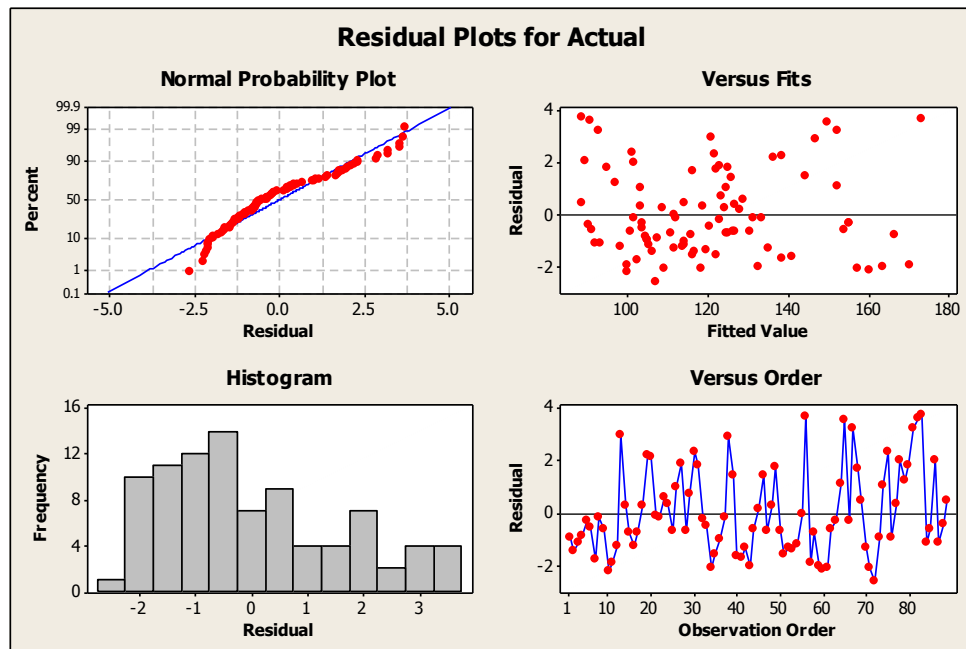 Residual Plots for Actual
Normal Probability Plot
99.9
99
90
50
10
1
0.1
Percent
-5.0 -2.5 0.0 2.5 5.0
Residual
Versus Fits
4
2
0
-2
Residual
100 120 140 160 180
Fitted Value
Histogram
16
12
8
4
0
Frequency
-2 -1 0 1 2 3
Residual
Versus Order
4
2
0
-2
Residual
1 10 20 30 40 50 60 70 80
Observation Order